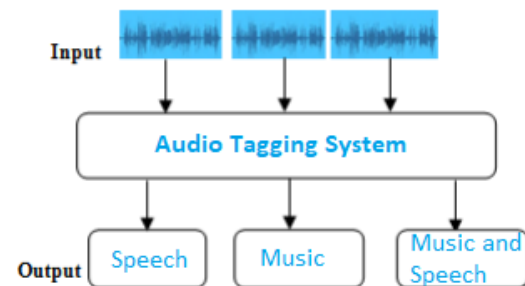 Input
Audio Tagging System
Speech
Music
Music and
Speech
Output